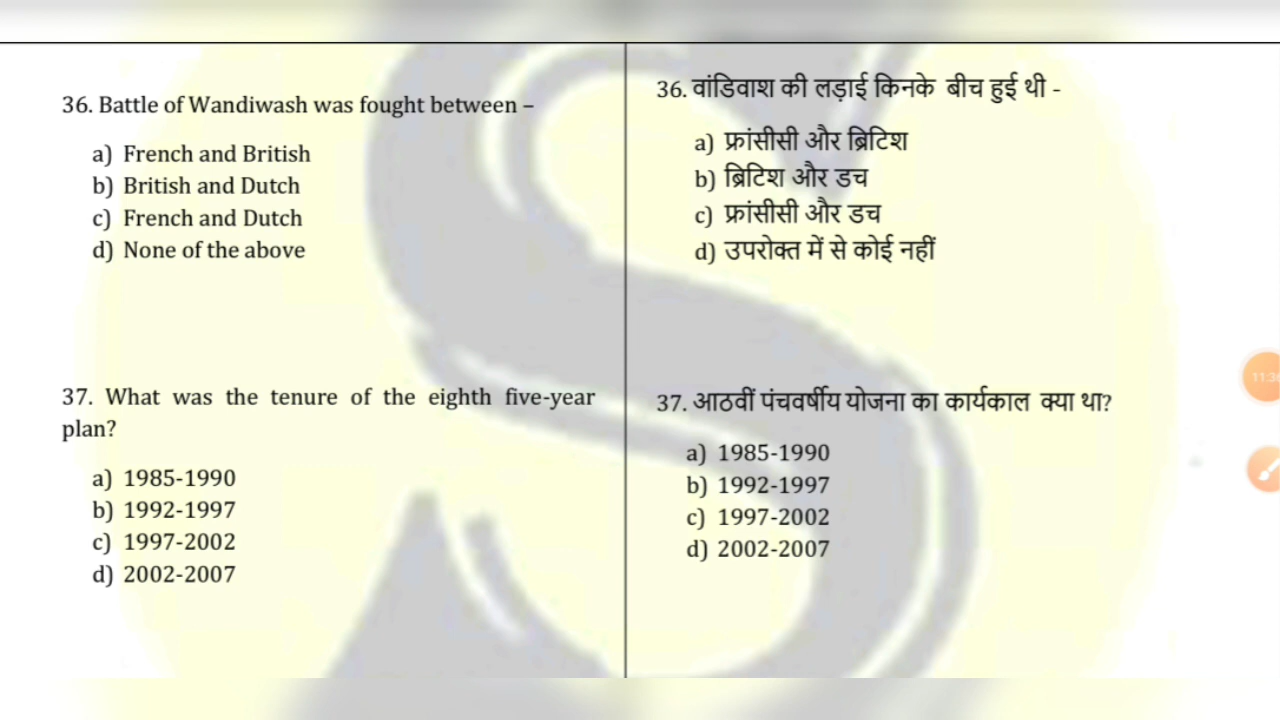 36. Battle of Wandiwash was fought between –
a) French and British
b) British and Dutch
c) French and Dutch
d) None of the above
37. What was the tenure of the eighth five-year
plan?
a) 1985-1990
b) 1992-1997
c) 1997-2002
d) 2002-2007
36. वांडिवाश की लड़ाई किनके बीच हुई थी -
a) फ्रांसीसी और ब्रिटिश
b) ब्रिटिश और डच
c) फ्रांसीसी और डच
d) उपरोक्त में से कोई नहीं
37. आठवीं पंचवर्षीय योजना का कार्यकाल क्या था?
a) 1985-1990
b) 1992-1997
c) 1997-2002
d) 2002-2007